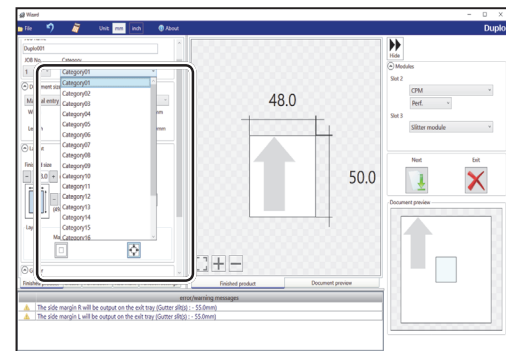 Wizard
File
Unit
mm
inch
About
Duplo
Duplo001
JOB No.
Category
1
Category01
Category01
Category02
Category03
Category04
Category05
Category06
Category07
Category08
Category09
Category10
Category11
Category12
Category13
Category14
Category15
Category16
48.0
50.0
Finished product
Document preview
Hide
Modules
Slot 2
CPM
Perf.
Slot 3
Slitter module
Next
Exit
Document preview
error/warning messages
The side margin R will be output on the exit tray (Gutter slit(s) : - 55.0mm)
The side margin L will be output on the exit tray (Gutter slit(s) : - 55.0mm)